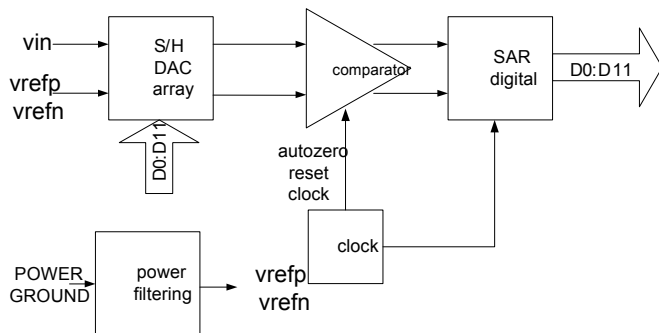 vin
vrefp
vrefn
S/H
DAC
array
D0:D11
comparator
autozero
reset
clock
SAR
digital
D0:D11
clock
POWER
GROUND
power
filtering
vrefp
vrefn